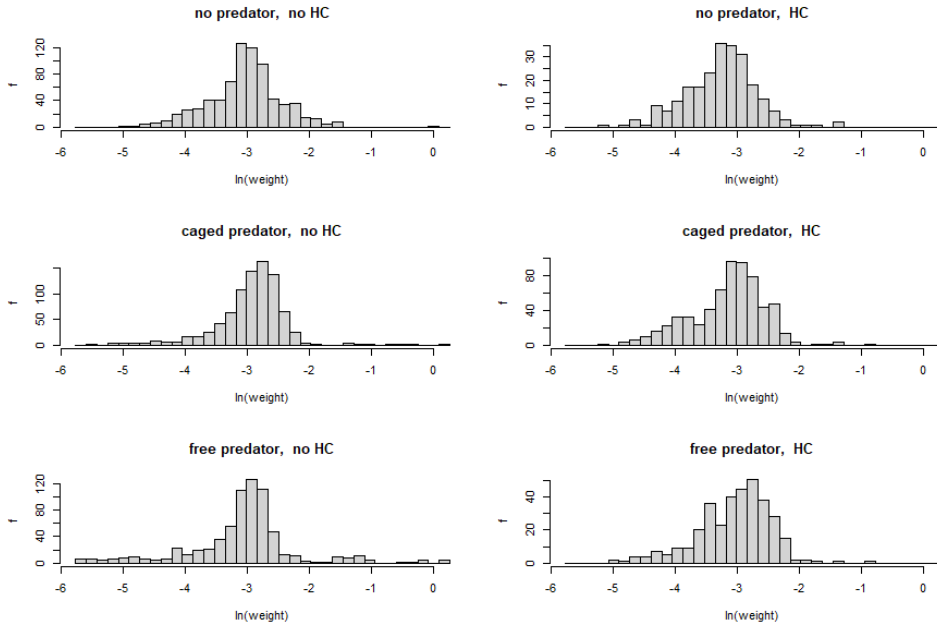 no predator, no HC
f
120
80
40
0
-6 -5 -4 -3 -2 -1 0
ln(weight)
no predator, HC
f
30
20
10
0
-6 -5 -4 -3 -2 -1 0
ln(weight)
caged predator, no HC
f
100
50
0
-6 -5 -4 -3 -2 -1 0
ln(weight)
caged predator, HC
f
80
40
0
-6 -5 -4 -3 -2 -1 0
ln(weight)
free predator, no HC
f
120
80
40
0
-6 -5 -4 -3 -2 -1 0
ln(weight)
free predator, HC
f
40
20
0
-6 -5 -4 -3 -2 -1 0
ln(weight)